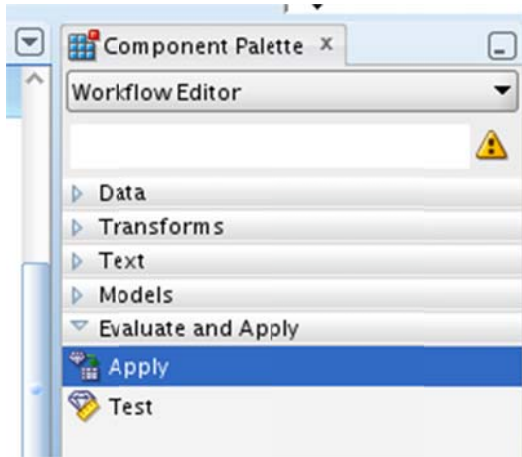 Component Palette x
Workflow Editor
Data
Transforms
Text
Models
Evaluate and Apply
Apply
Test